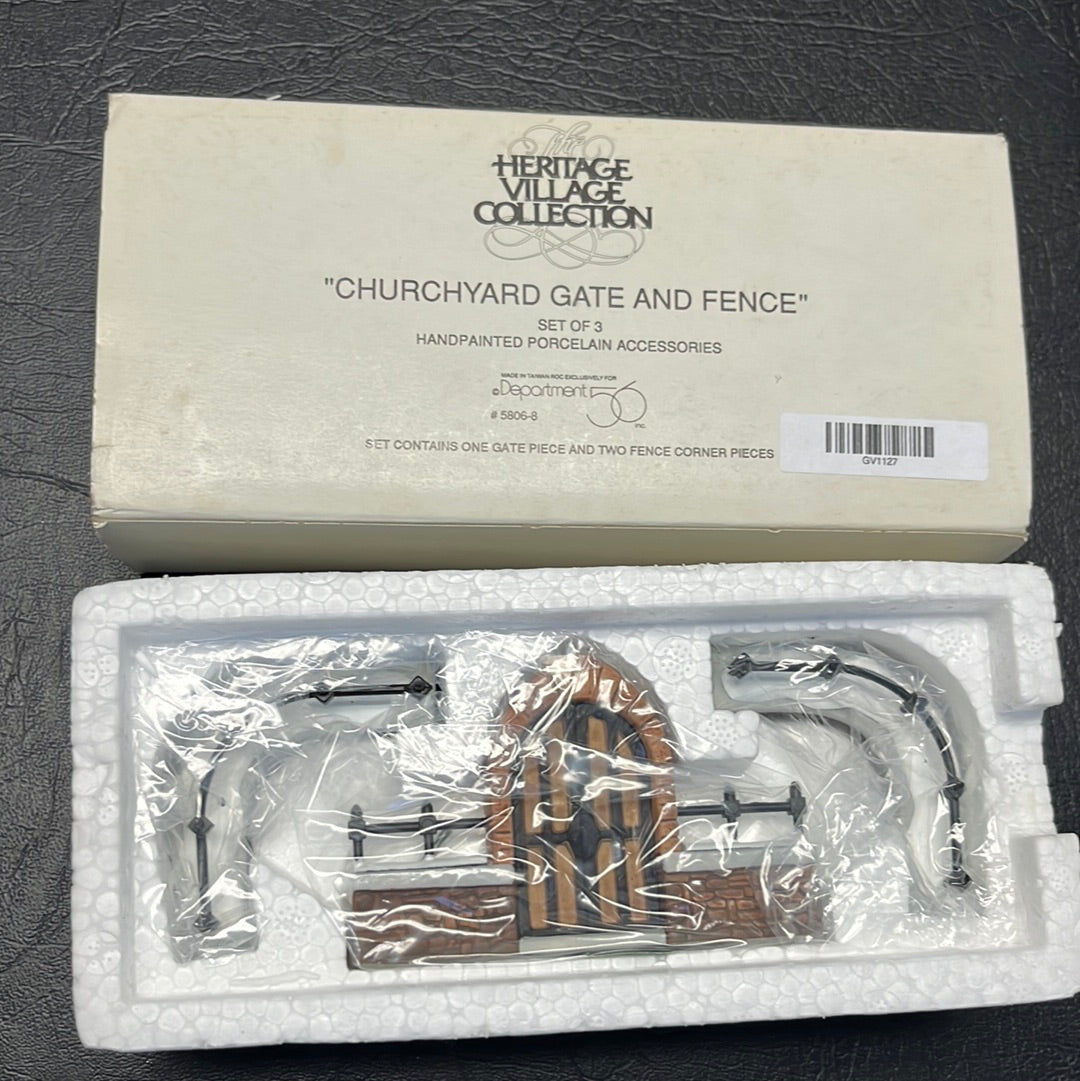 The
HERITAGE
VILLAGE
COLLECTION
"CHURCHYARD GATE AND FENCE"
SET OF 3
HANDPAINTED PORCELAIN ACCESSORIES
MADE IN TAIWAN ROC EXCLUSIVELY FOR
©Department 56
# 5806-8 inc.
SET CONTAINS ONE GATE PIECE AND TWO FENCE CORNER PIECES
GV1127